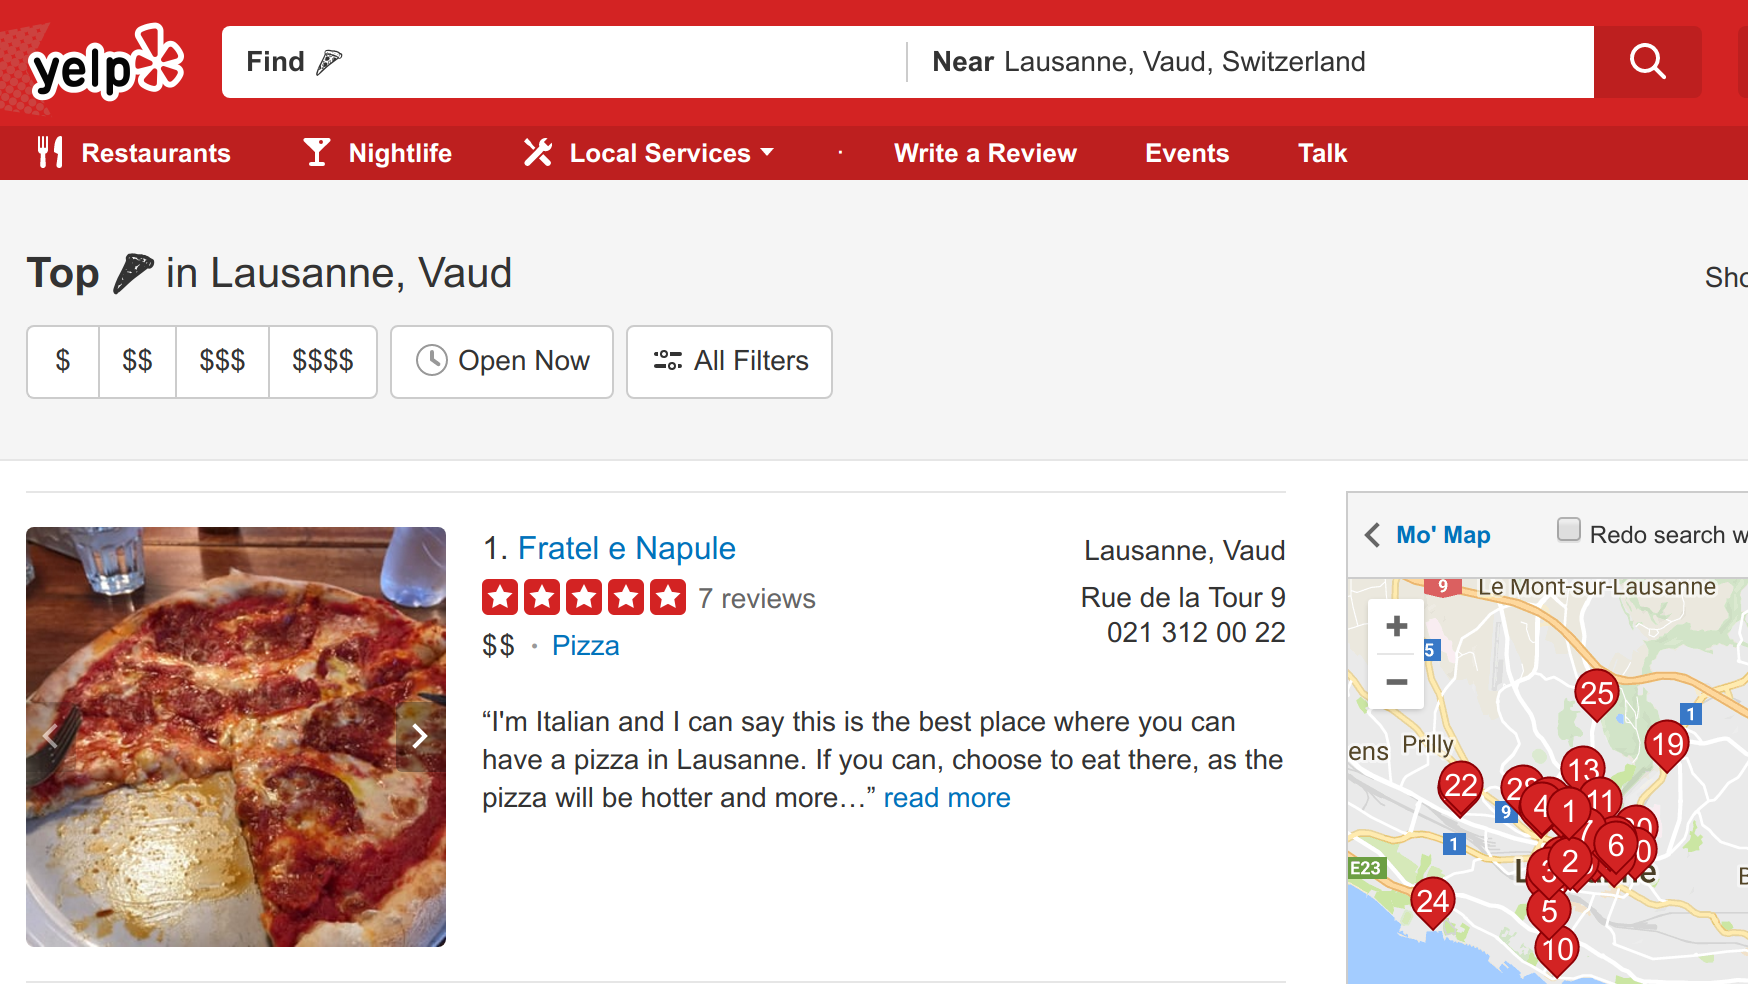 yelp
Find 🍕 Near Lausanne, Vaud, Switzerland
Restaurants Nightlife Local Services · Write a Review Events Talk
Top 🍕 in Lausanne, Vaud
Sho
$ $$ $$$ $$$$ Open Now All Filters
1. Fratel e Napule
7 reviews
$$ · Pizza
Lausanne, Vaud
Rue de la Tour 9
021 312 00 22
“I'm Italian and I can say this is the best place where you can
have a pizza in Lausanne. If you can, choose to eat there, as the
pizza will be hotter and more…” read more
Mo' Map Redo search w
9 Le Mont-sur-Lausanne
+
5
−
25
1
19
ens Prilly
13
22 28
9 4 1 11
7
1 6
E23 3 2
24
5
10